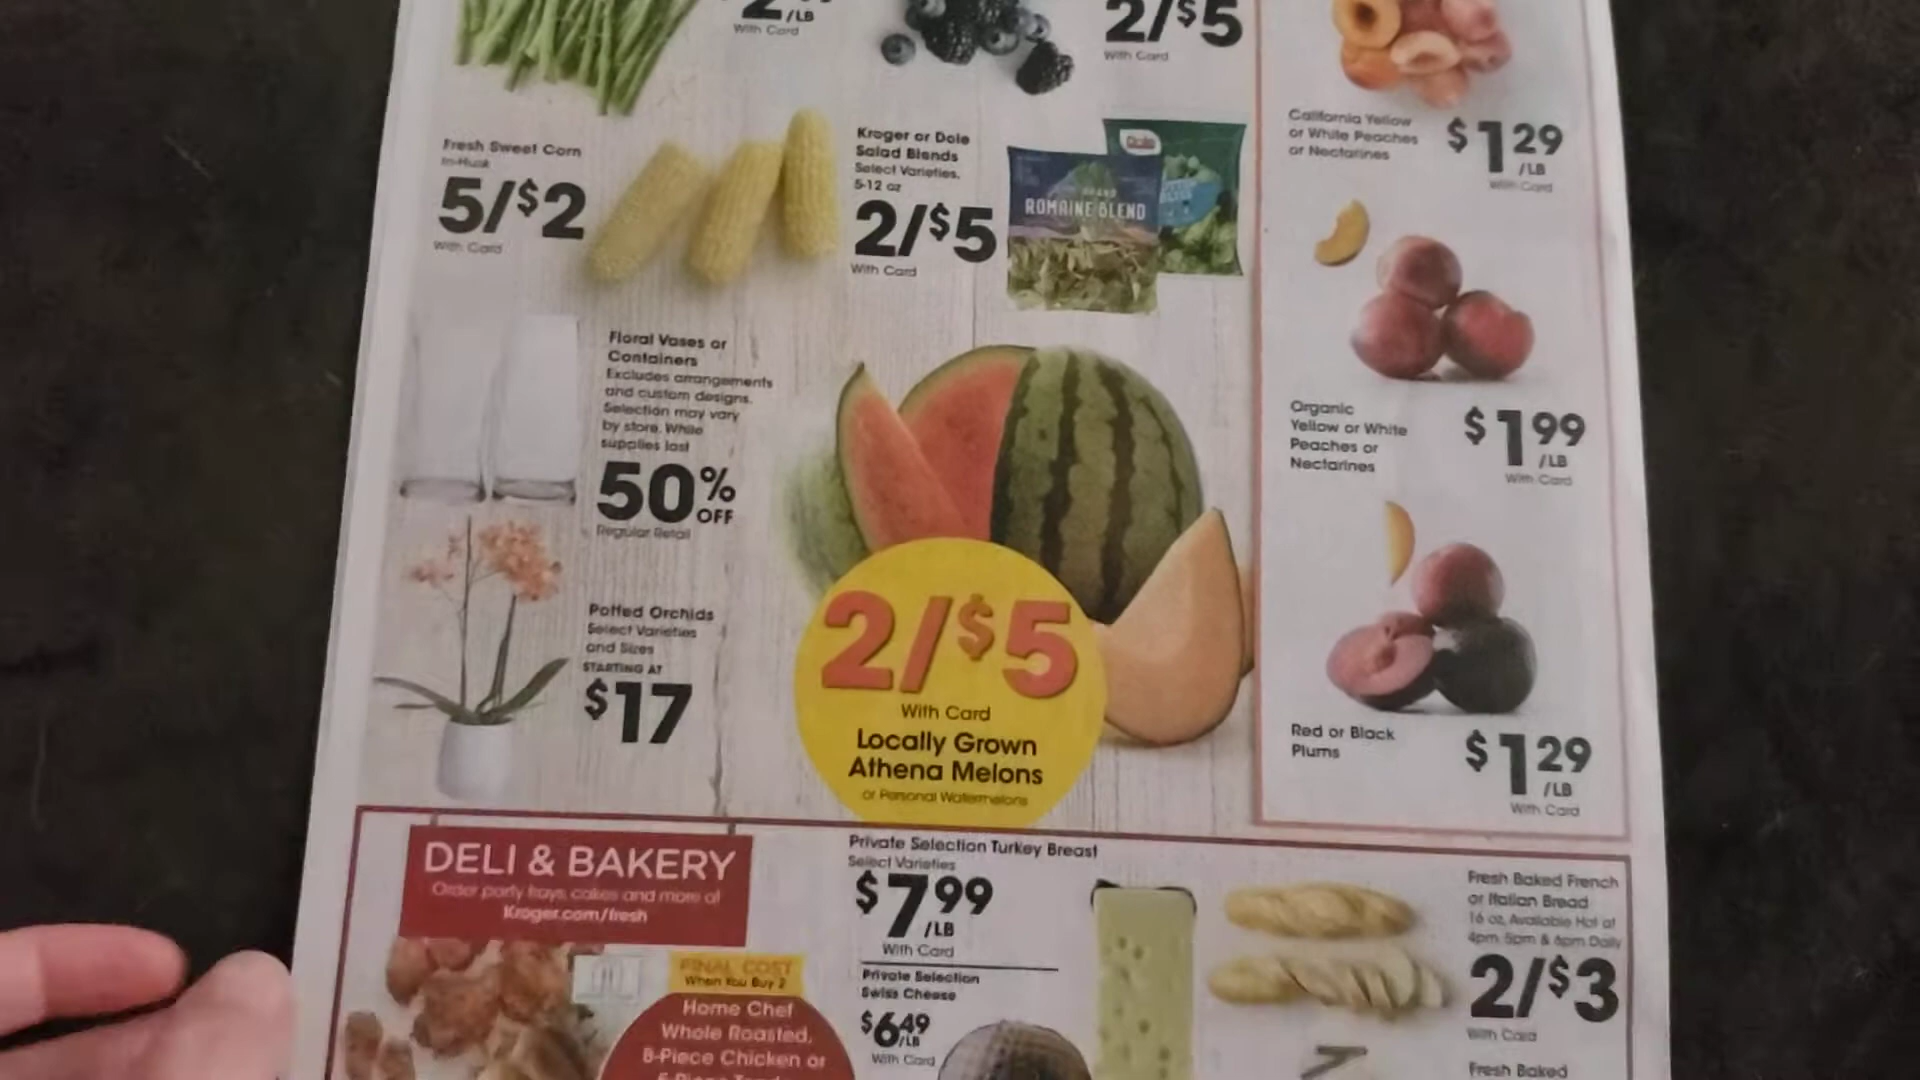 /LB
With Card
2/$5
With Card
Fresh Sweet Corn
In-Husk
5/$2
With Card
Kroger or Dole
Salad Blends
Select Varieties,
5-12 oz
2/$5
With Card
Dole
ROMAINE BLEND
California Yellow
or White Peaches
or Nectarines
$1.29
/LB
With Card
Floral Vases or
Containers
Excludes arrangements
and custom designs.
Selection may vary
by store. While
supplies last
50% OFF
Regular Retail
Potted Orchids
Select Varieties
and Sizes
STARTING AT
$17
2/$5
With Card
Locally Grown
Athena Melons
or Personal Watermelons
Organic
Yellow or White
Peaches or
Nectarines
$1.99
/LB
With Card
Red or Black
Plums
$1.29
/LB
With Card
DELI & BAKERY
Order party trays, cakes and more at
Kroger.com/fresh
FINAL COST
When You Buy 2
Home Chef
Whole Roasted,
8-Piece Chicken or
Private Selection Turkey Breast
Select Varieties
$7.99
/LB
With Card
Private Selection
Swiss Cheese
$6.49
/LB
With Card
Fresh Baked French
or Italian Bread
16 oz, Available Hot at
4pm, 5pm & 6pm Daily
2/$3
With Card
Fresh Baked